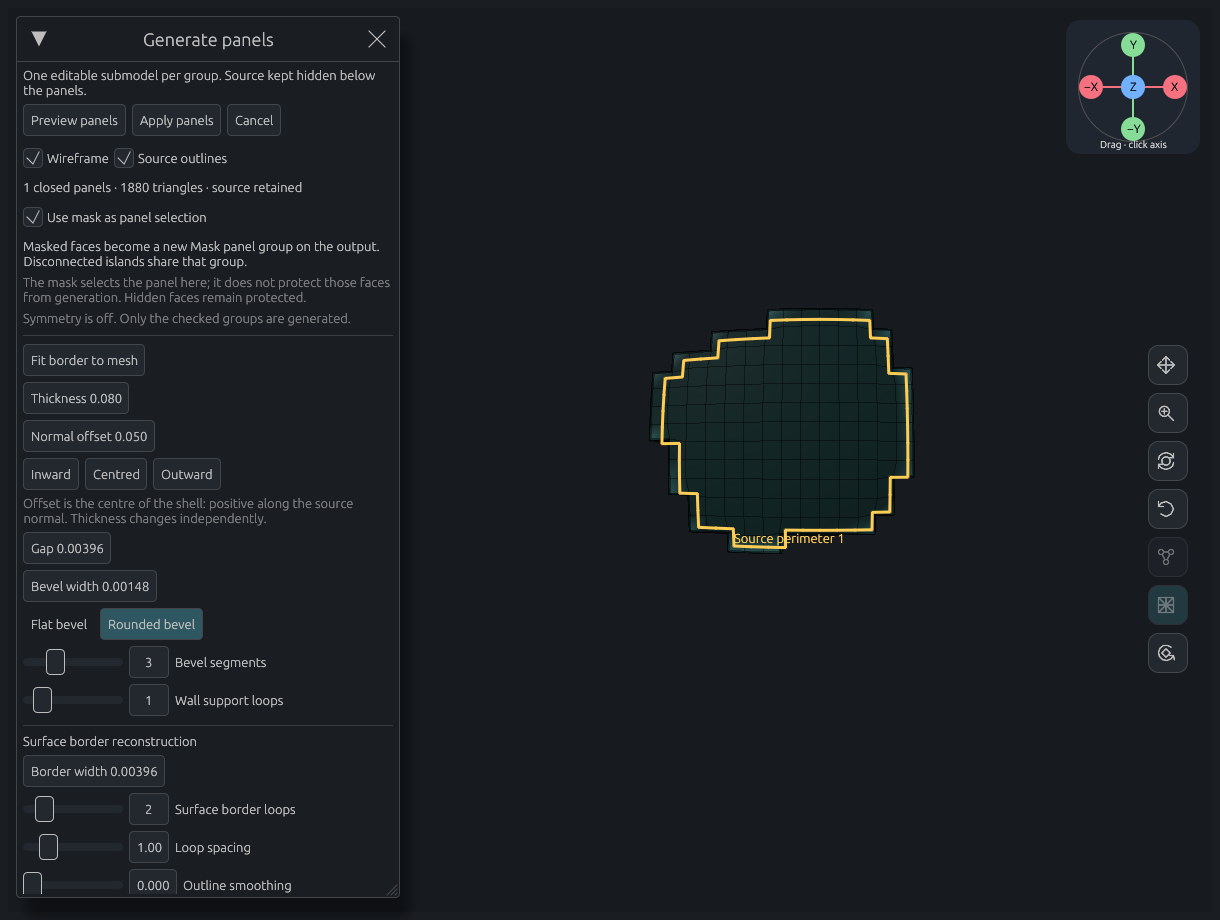 Generate panels
One editable submodel per group. Source kept hidden below
the panels.
Preview panels
Apply panels
Cancel
Wireframe
Source outlines
1 closed panels · 1880 triangles · source retained
Use mask as panel selection
Masked faces become a new Mask panel group on the output.
Disconnected islands share that group.
The mask selects the panel here; it does not protect those faces
from generation. Hidden faces remain protected.
Symmetry is off. Only the checked groups are generated.
Fit border to mesh
Thickness 0.080
Normal offset 0.050
Inward
Centred
Outward
Offset is the centre of the shell: positive along the source
normal. Thickness changes independently.
Gap 0.00396
Bevel width 0.00148
Flat bevel
Rounded bevel
3 Bevel segments
1 Wall support loops
Surface border reconstruction
Border width 0.00396
2 Surface border loops
1.00 Loop spacing
0.000 Outline smoothing
Source perimeter 1
Y
−X
Z
X
−Y
Drag · click axis